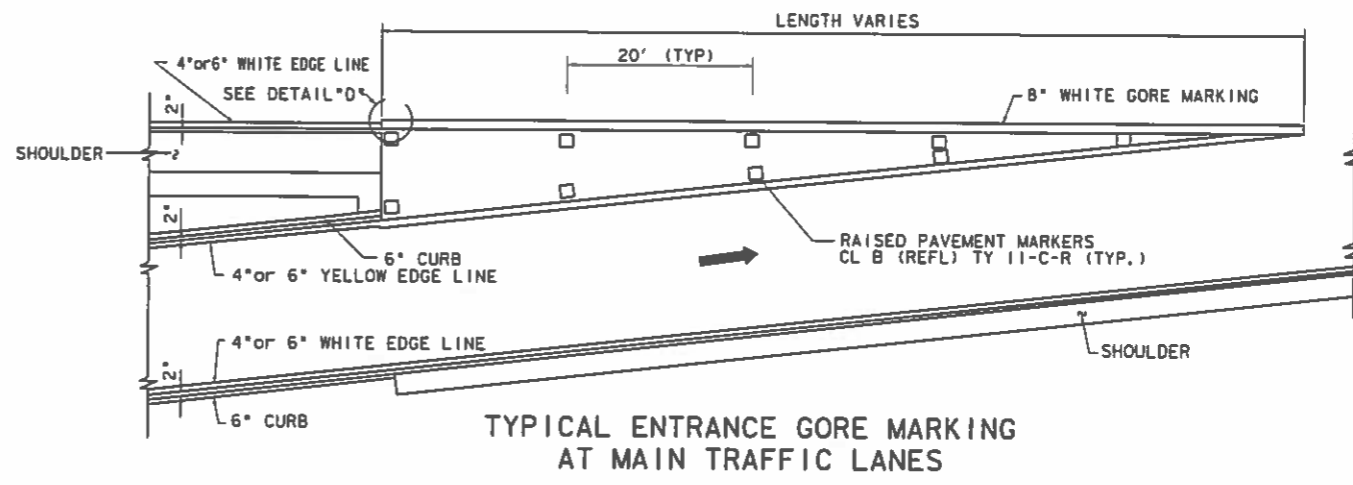 LENGTH VARIES
20' (TYP)
4"or6" WHITE EDGE LINE
SEE DETAIL"D"
2"
8" WHITE GORE MARKING
SHOULDER
2"
6" CURB
4"or 6" YELLOW EDGE LINE
RAISED PAVEMENT MARKERS
CL B (REFL) TY II-C-R (TYP.)
4"or 6" WHITE EDGE LINE
2"
SHOULDER
6" CURB
TYPICAL ENTRANCE GORE MARKING
AT MAIN TRAFFIC LANES